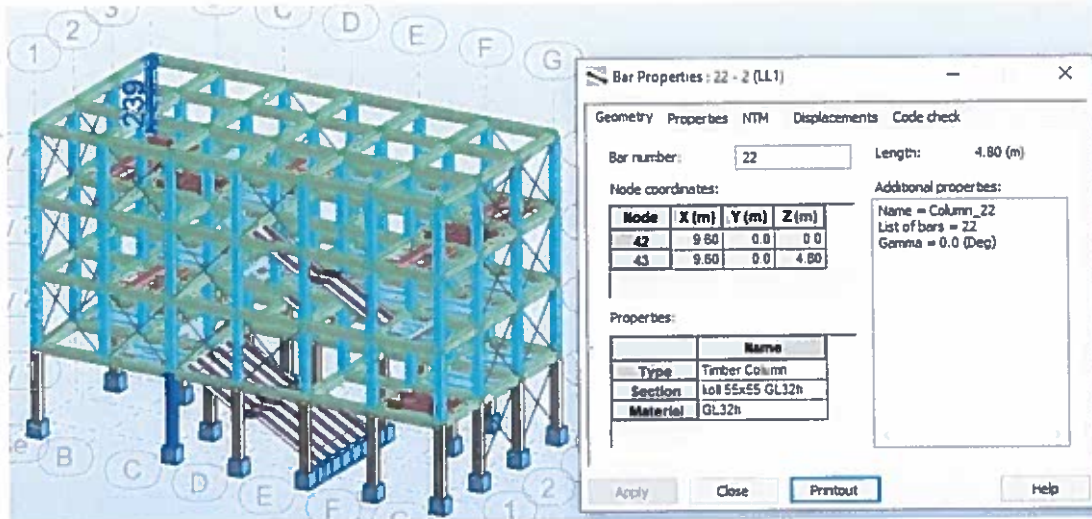 1 2 3 C D E F G
239
B C D E F 1 2
Bar Properties : 22 - 2 (LL1)
Geometry Properties NTM Displacements Code check
Bar number: 22 Length: 4.80 (m)
Node coordinates: Additional properties:
Node X (m) Y (m) Z (m)
42 9.60 0.0 0.0
43 9.60 0.0 4.80
Name = Column_22
List of bars = 22
Gamma = 0.0 (Deg)
Properties:
Name
Type Timber Column
Section koll 55x55 GL32h
Material GL32h
Apply Close Printout Help